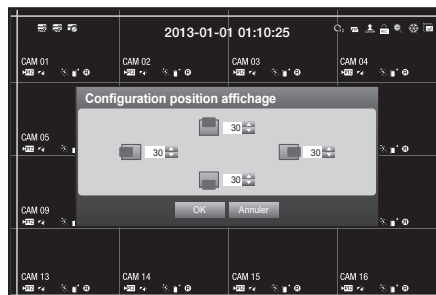 2013-01-01 01:10:25
CAM 01 CAM 02 CAM 03 CAM 04
Configuration position affichage
30
CAM 05
30 30
30
CAM 09
OK Annuler
CAM 13 CAM 14 CAM 15 CAM 16